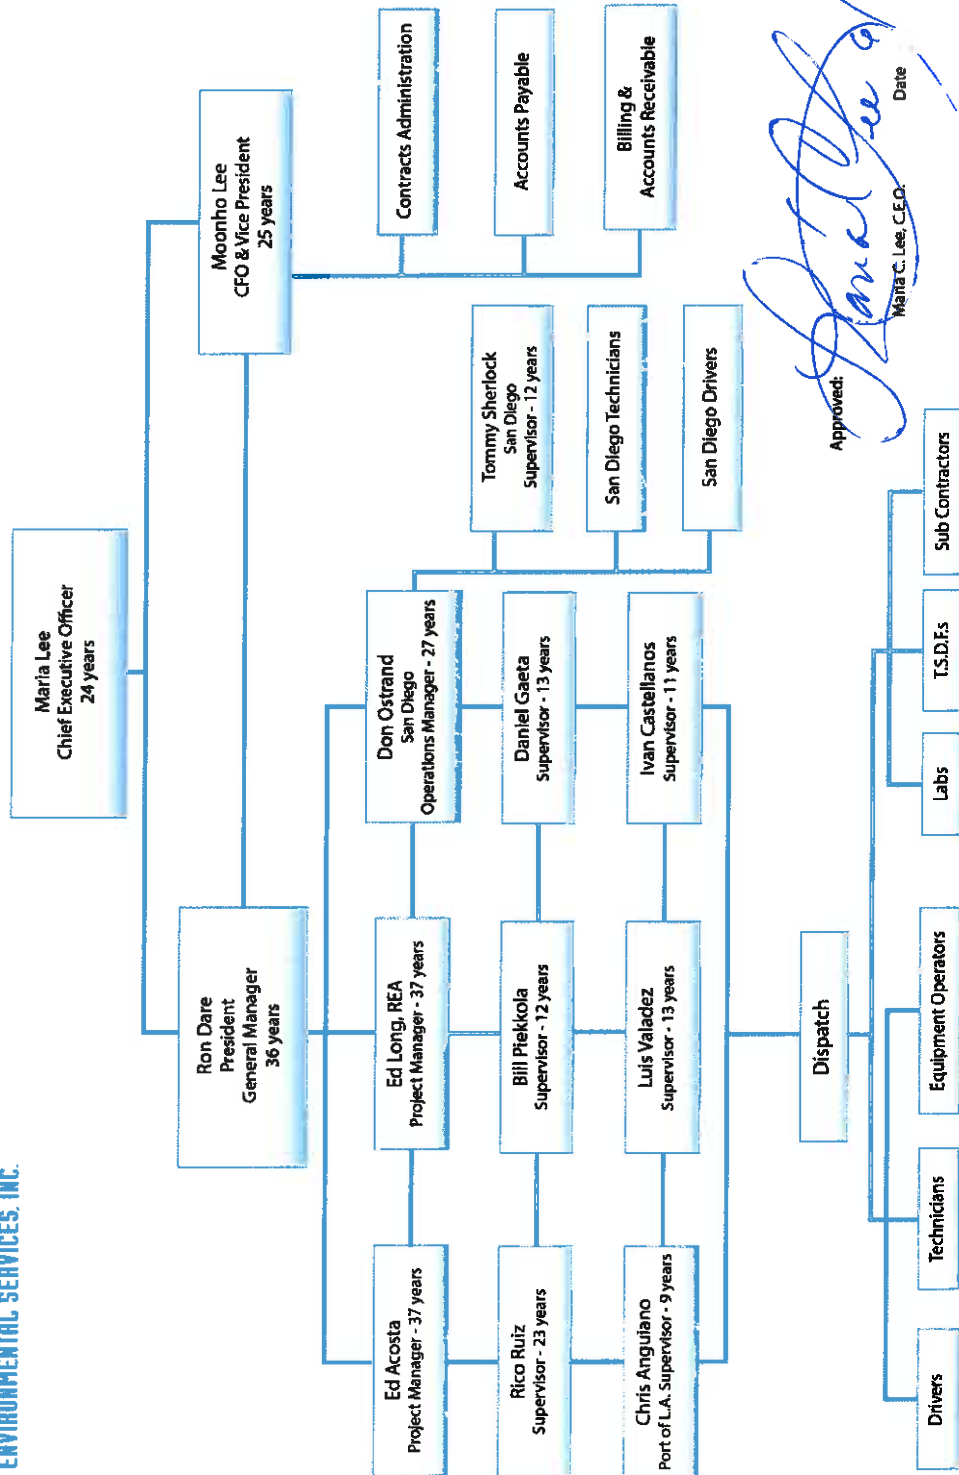 ENVIRONMENTAL SERVICES, INC.
Maria Lee
Chief Executive Officer
24 years
Ron Dare
President
General Manager
36 years
Moonho Lee
CFO & Vice President
25 years
Contracts Administration
Accounts Payable
Billing &
Accounts Receivable
Ed Acosta
Project Manager - 37 years
Ed Long, REA
Project Manager - 37 years
Don Ostrand
San Diego
Operations Manager - 27 years
Tommy Sherlock
San Diego
Supervisor - 12 years
San Diego Technicians
San Diego Drivers
Rico Ruiz
Supervisor - 23 years
Bill Piekkola
Supervisor - 12 years
Daniel Gaeta
Supervisor - 13 years
Chris Anguiano
Port of L.A. Supervisor - 9 years
Luis Valadez
Supervisor - 13 years
Ivan Castellanos
Supervisor - 11 years
Dispatch
Drivers
Technicians
Equipment Operators
Labs
T.S.D.F.s
Sub Contractors
Approved:
Maria C. Lee, C.E.O.
Date